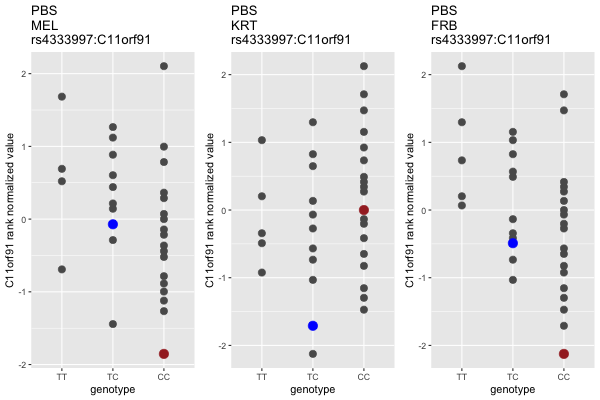 PBS
MEL
rs4333997:C11orf91
PBS
KRT
rs4333997:C11orf91
PBS
FRB
rs4333997:C11orf91
C11orf91 rank normalized value
2
1
0
-1
-2
TT TC CC
genotype
C11orf91 rank normalized value
2
1
0
-1
-2
TT TC CC
genotype
C11orf91 rank normalized value
2
1
0
-1
-2
TT TC CC
genotype